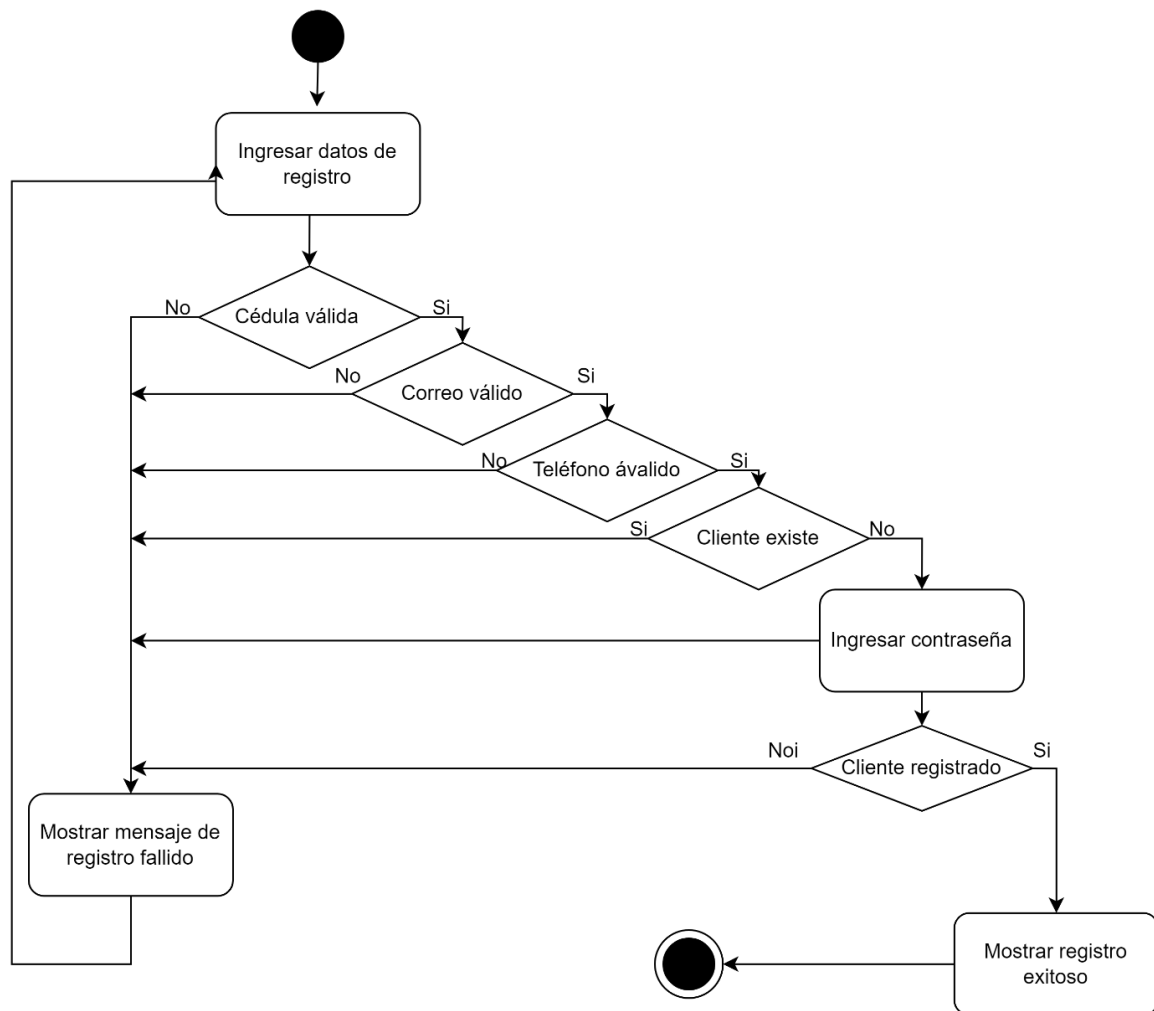 Ingresar datos de
registro
No
Cédula válida
Si
No
Correo válido
Si
No
Teléfono ávalido
Si
Si
Cliente existe
No
Ingresar contraseña
Noi
Cliente registrado
Si
Mostrar mensaje de
registro fallido
Mostrar registro
exitoso